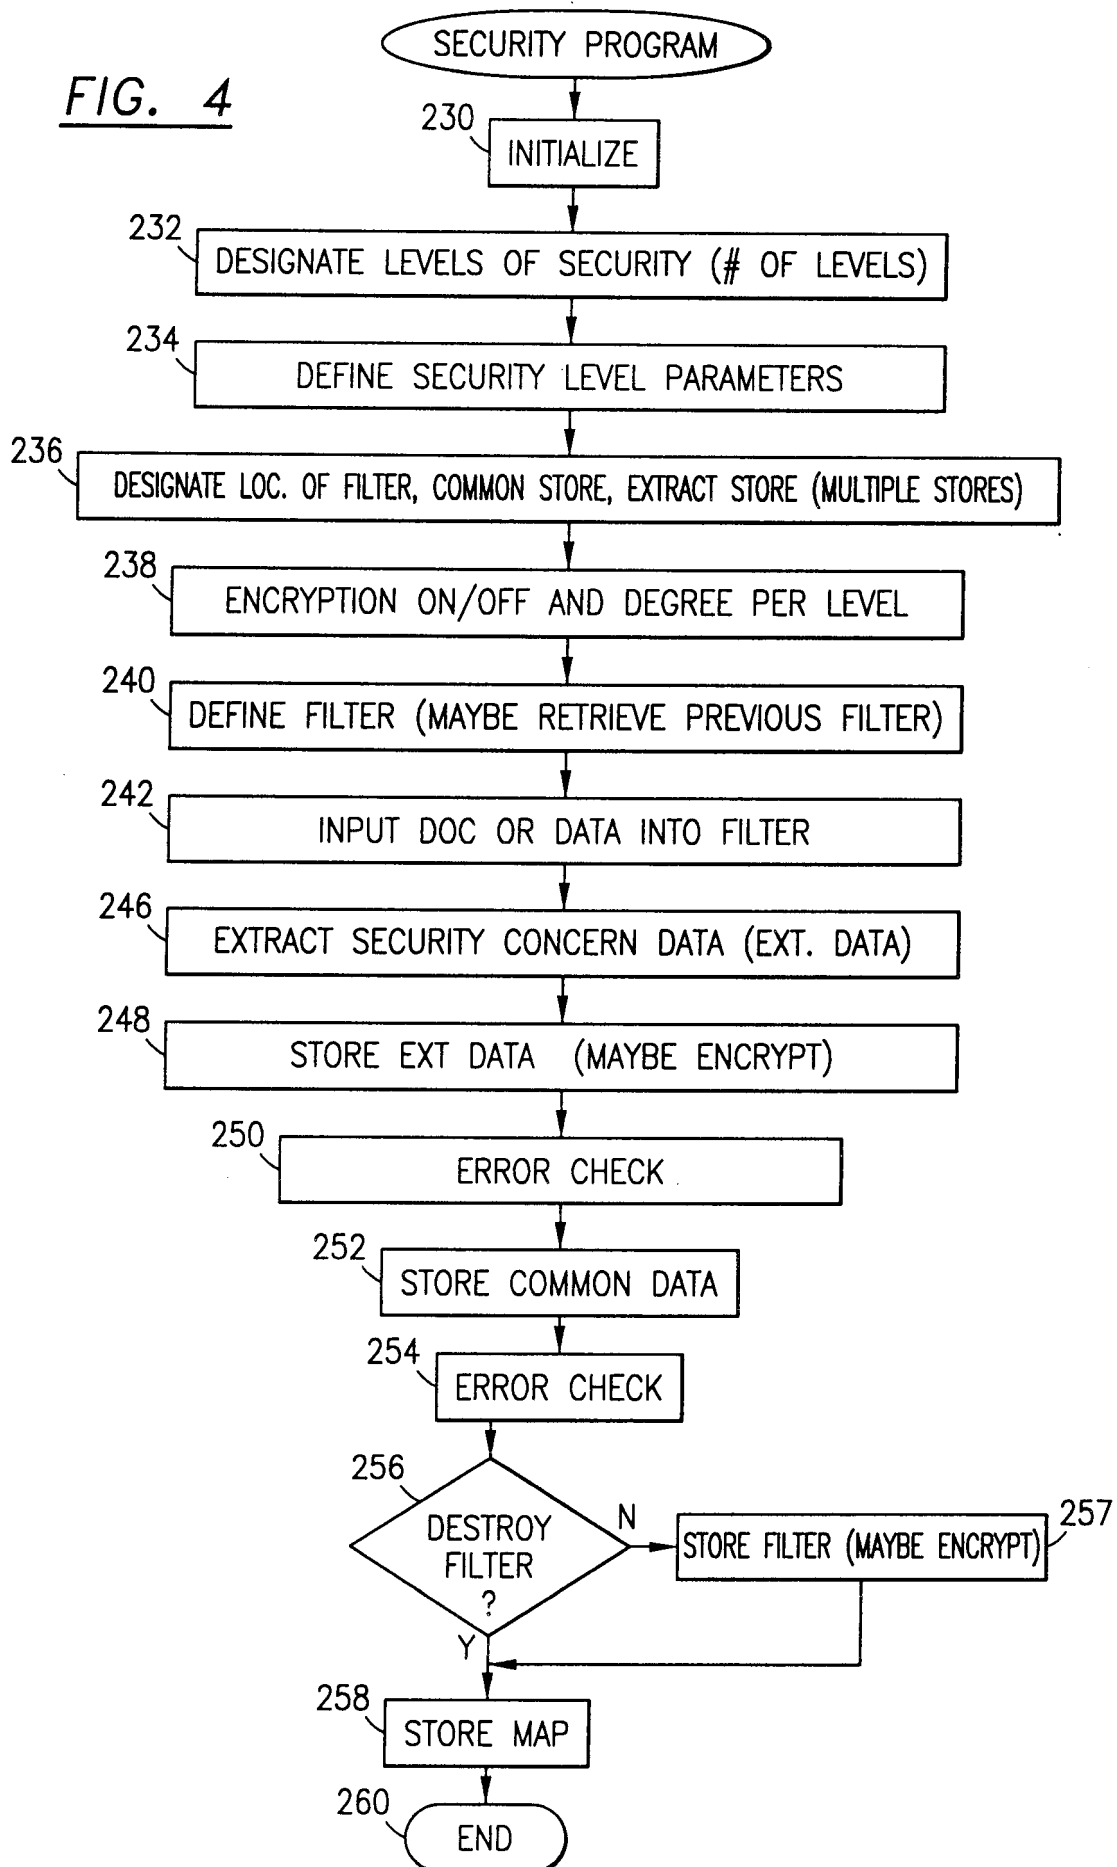 SECURITY PROGRAM
FIG. 4
230
INITIALIZE
232
DESIGNATE LEVELS OF SECURITY (# OF LEVELS)
234
DEFINE SECURITY LEVEL PARAMETERS
236
DESIGNATE LOC. OF FILTER, COMMON STORE, EXTRACT STORE (MULTIPLE STORES)
238
ENCRYPTION ON/OFF AND DEGREE PER LEVEL
240
DEFINE FILTER (MAYBE RETRIEVE PREVIOUS FILTER)
242
INPUT DOC OR DATA INTO FILTER
246
EXTRACT SECURITY CONCERN DATA (EXT. DATA)
248
STORE EXT DATA (MAYBE ENCRYPT)
250
ERROR CHECK
252
STORE COMMON DATA
254
ERROR CHECK
256
DESTROY
FILTER
?
N
257
STORE FILTER (MAYBE ENCRYPT)
Y
258
STORE MAP
260
END